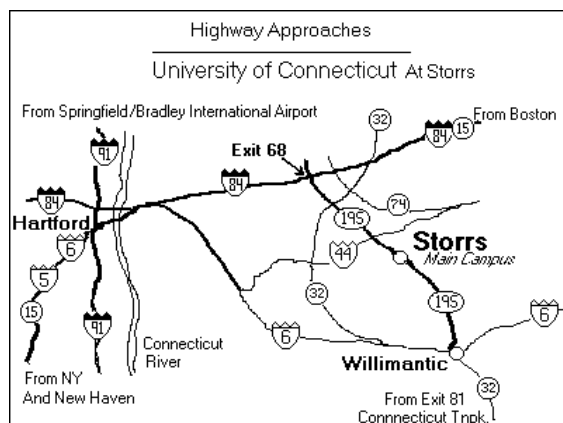 Highway Approaches
University of Connecticut At Storrs
From Springfield/Bradley International Airport
32
From Boston
15
84
91
Exit 68
84
84
Hartford
195
74
6
Storrs
Main Campus
44
5
32
195
15
91
Connecticut
River
6
6
Willimantic
From NY
And New Haven
32
From Exit 81
Connnecticut Tnpk.